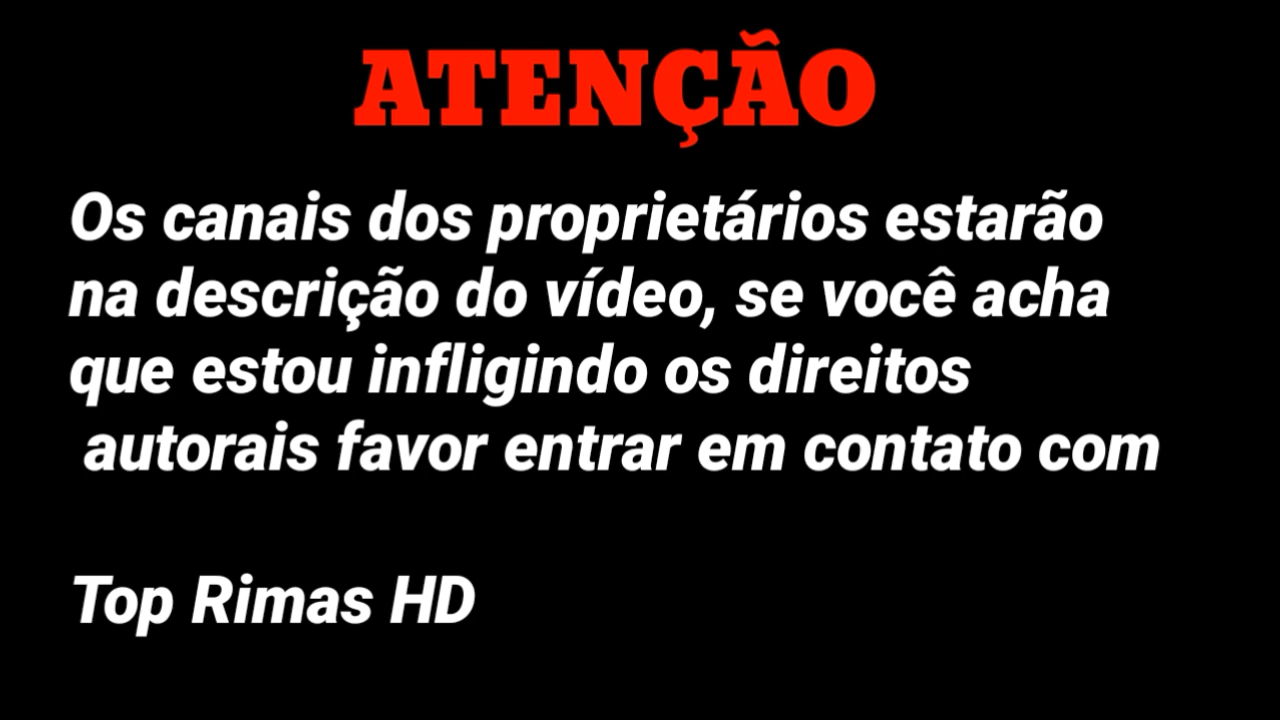 ATENÇÃO
Os canais dos proprietários estarão
na descrição do vídeo, se você acha
que estou infligindo os direitos
autorais favor entrar em contato com
Top Rimas HD